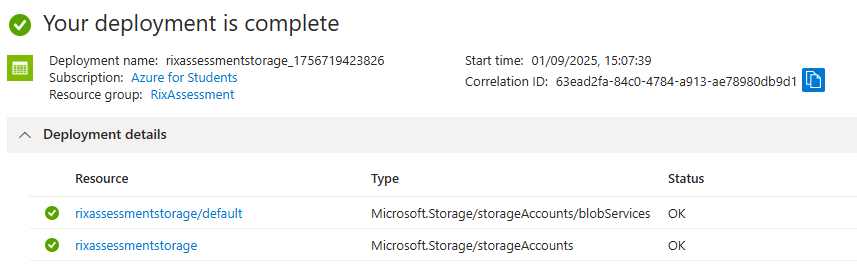 Your deployment is complete
Deployment name: rixassessmentstorage_1756719423826
Subscription: Azure for Students
Resource group: RixAssessment
Start time: 01/09/2025, 15:07:39
Correlation ID: 63ead2fa-84c0-4784-a913-ae78980db9d1
Deployment details
Resource Type Status
rixassessmentstorage/default Microsoft.Storage/storageAccounts/blobServices OK
rixassessmentstorage Microsoft.Storage/storageAccounts OK